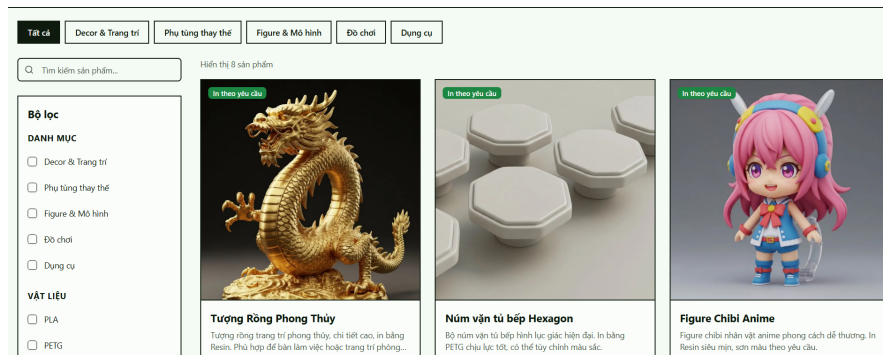 Tất cả
Decor & Trang trí
Phụ tùng thay thế
Figure & Mô hình
Đồ chơi
Dụng cụ
Tìm kiếm sản phẩm...
Hiển thị 8 sản phẩm
Bộ lọc
DANH MỤC
Decor & Trang trí
Phụ tùng thay thế
Figure & Mô hình
Đồ chơi
Dụng cụ
VẬT LIỆU
PLA
PETG
In theo yêu cầu
Tượng Rồng Phong Thủy
Tượng rồng trang trí phong thủy, chi tiết cao, in bằng
Resin. Phù hợp để bàn làm việc hoặc trang trí phòng...
In theo yêu cầu
Núm vặn tủ bếp Hexagon
Bộ núm vặn tủ bếp hình lục giác hiện đại. In bằng
PETG chịu lực tốt, có thể tùy chỉnh màu sắc.
In theo yêu cầu
Figure Chibi Anime
Figure chibi nhân vật anime phong cách dễ thương. In
Resin siêu mịn, sơn màu theo yêu cầu.